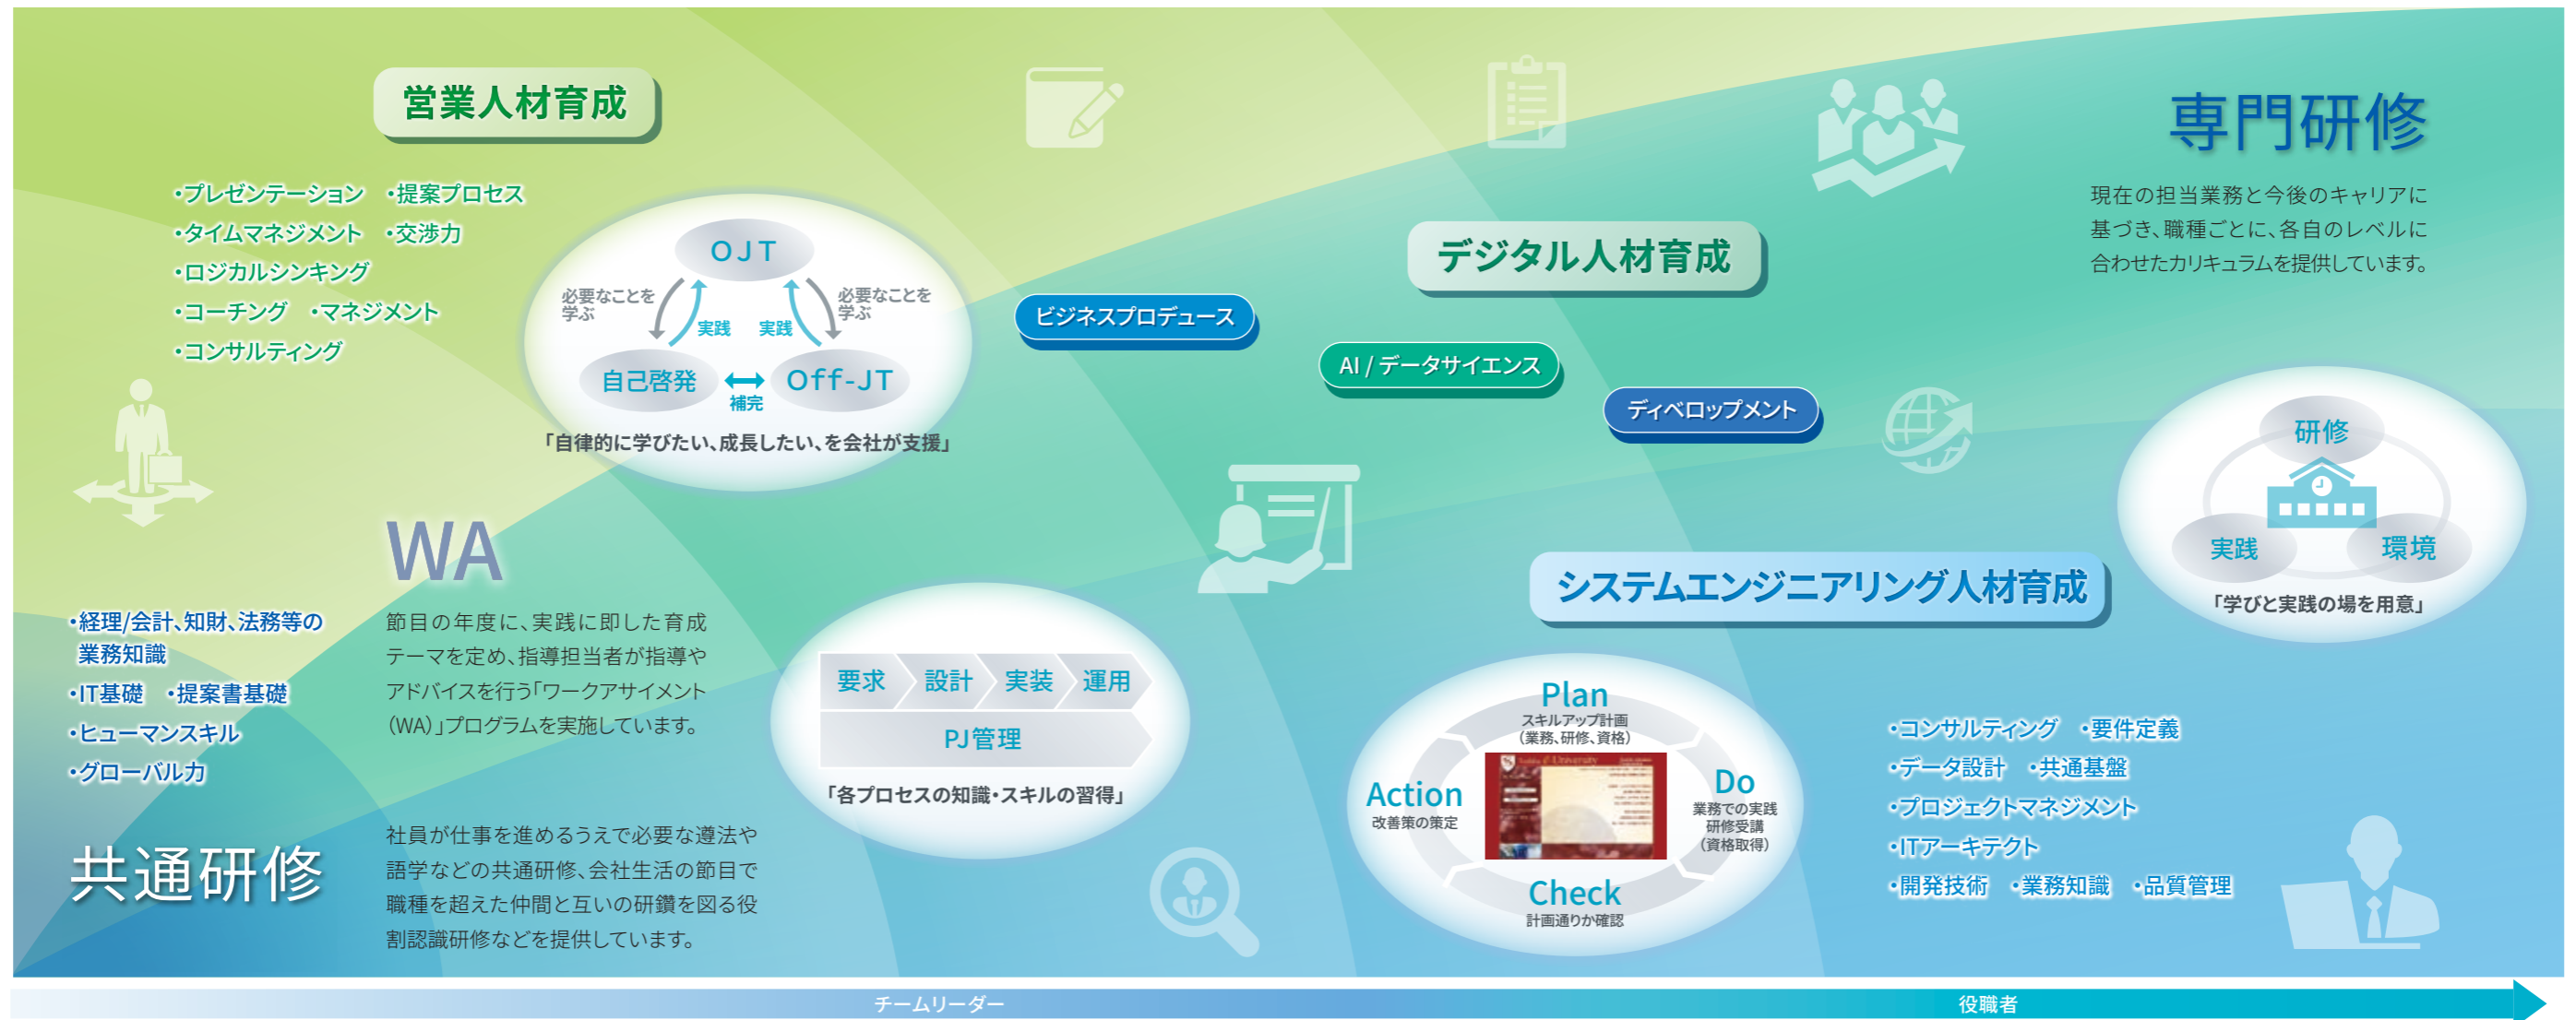 営業人材育成
・プレゼンテーション ・提案プロセス
・タイムマネジメント ・交渉力
・ロジカルシンキング
・コーチング ・マネジメント
・コンサルティング
OJT
必要なことを
学ぶ
実践
実践
必要なことを
学ぶ
自己啓発
補完
Off-JT
「自律的に学びたい、成長したい、を会社が支援」
専門研修
現在の担当業務と今後のキャリアに
基づき、職種ごとに、各自のレベルに
合わせたカリキュラムを提供しています。
デジタル人材育成
ビジネスプロデュース
AI / データサイエンス
ディベロップメント
研修
実践
環境
「学びと実践の場を用意」
WA
節目の年度に、実践に即した育成
テーマを定め、指導担当者が指導や
アドバイスを行う「ワークアサイメント
（WA）」プログラムを実施しています。
・経理/会計、知財、法務等の
業務知識
・IT基礎 ・提案書基礎
・ヒューマンスキル
・グローバル力
共通研修
社員が仕事を進めるうえで必要な遵法や
語学などの共通研修、会社生活の節目で
職種を超えた仲間と互いの研鑽を図る役
割認識研修などを提供しています。
要求
設計
実装
運用
PJ管理
「各プロセスの知識・スキルの習得」
システムエンジニアリング人材育成
Plan
スキルアップ計画
（業務、研修、資格）
Do
業務での実践
研修受講
（資格取得）
Check
計画通りか確認
Action
改善策の策定
e-University
・コンサルティング ・要件定義
・データ設計 ・共通基盤
・プロジェクトマネジメント
・ITアーキテクト
・開発技術 ・業務知識 ・品質管理
チームリーダー
役職者